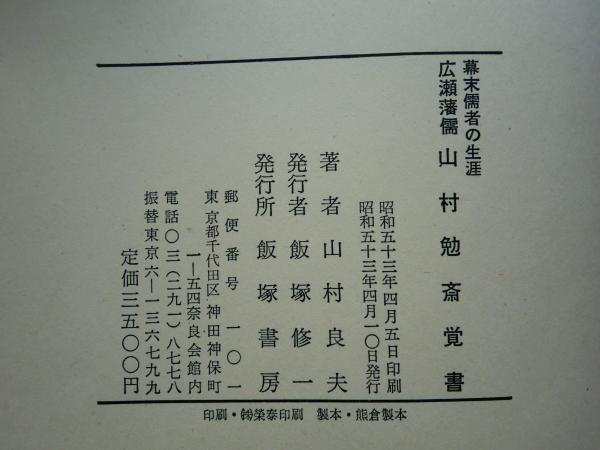 幕末儒者の生涯
広瀬藩儒 山村勉斎覚書
昭和五十三年四月五日印刷
昭和五十三年四月一〇日発行
著者 山村良夫
発行者 飯塚修一
発行所 飯塚書房
郵便番号 一〇一
東京都千代田区神田神保町
一—五四奈良会館内
電話〇三(二九一)八七七八
振替東京六—一三六七九九
定価三五〇〇円
印刷・㈱榮泰印刷 製本・熊倉製本